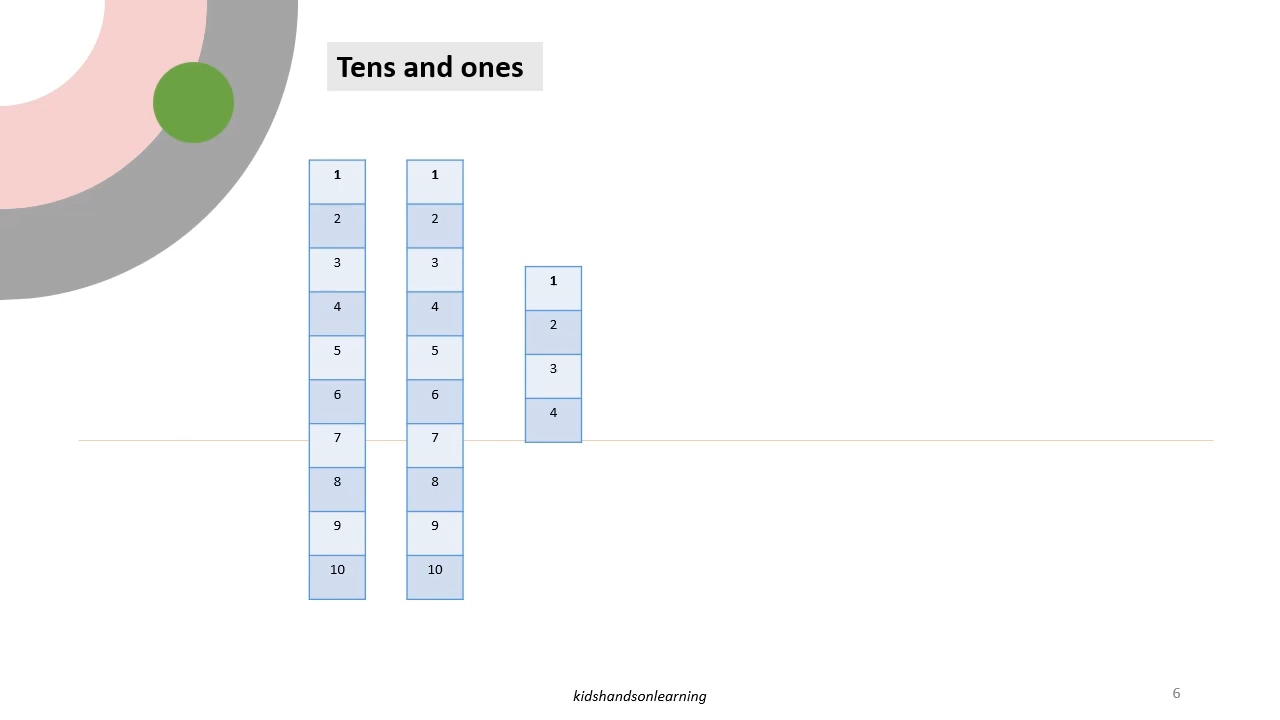 Tens and ones
1 1
2 2
3 3 1
4 4 2
5 5 3
6 6 4
7 7
8 8
9 9
10 10
kidshandsonlearning 6